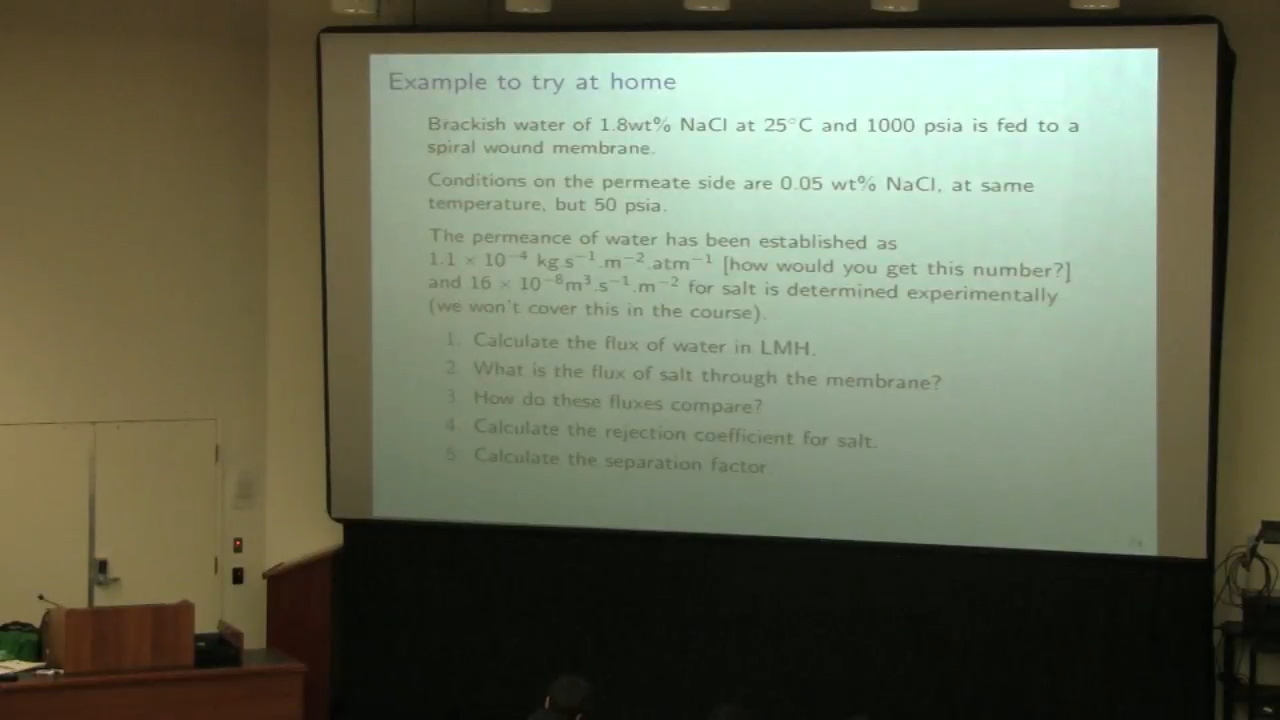 Example to try at home
Brackish water of 1.8wt% NaCl at 25°C and 1000 psia is fed to a
spiral wound membrane.
Conditions on the permeate side are 0.05 wt% NaCl, at same
temperature, but 50 psia.
The permeance of water has been established as
1.1 × 10⁻⁴ kg.s⁻¹.m⁻².atm⁻¹ [how would you get this number?]
and 16 × 10⁻⁸m³.s⁻¹.m⁻² for salt is determined experimentally
(we won't cover this in the course).
1. Calculate the flux of water in LMH.
2. What is the flux of salt through the membrane?
3. How do these fluxes compare?
4. Calculate the rejection coefficient for salt.
5. Calculate the separation factor.